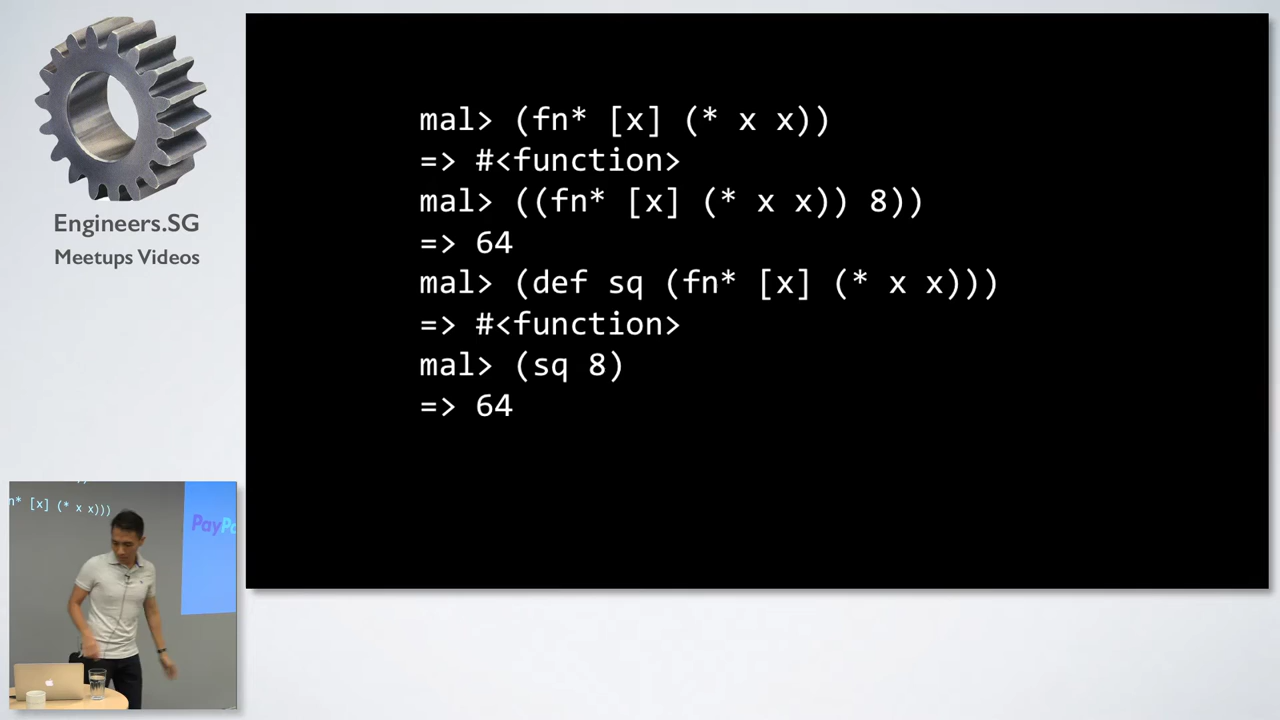 Engineers.SG
Meetups Videos
mal> (fn* [x] (* x x))
=> #<function>
mal> ((fn* [x] (* x x)) 8))
=> 64
mal> (def sq (fn* [x] (* x x)))
=> #<function>
mal> (sq 8)
=> 64
n* [x] (* x x)))
PayPa